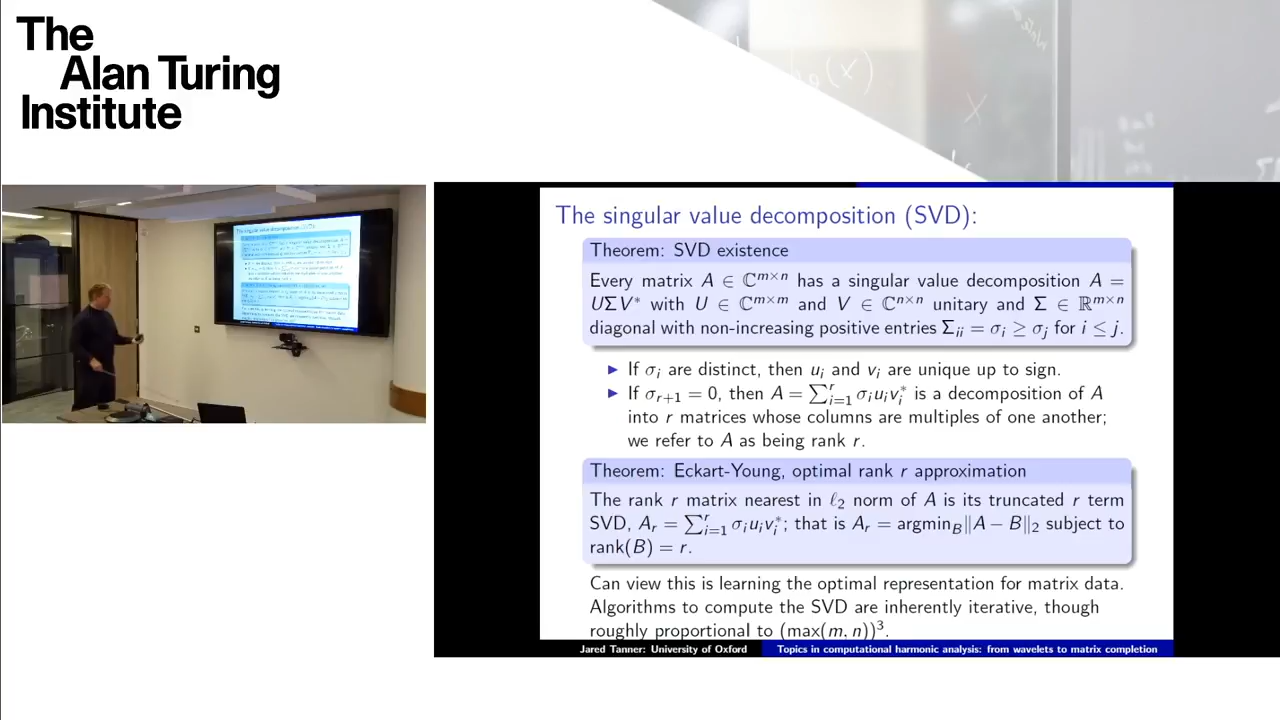 The
Alan Turing
Institute
The singular value decomposition (SVD):
Theorem: SVD existence
Every matrix A ∈ ℂ^{m×n} has a singular value decomposition A =
UΣV* with U ∈ ℂ^{m×m} and V ∈ ℂ^{n×n} unitary and Σ ∈ ℝ^{m×n}
diagonal with non-increasing positive entries Σ_{ii} = σ_i ≥ σ_j for i ≤ j.
▶ If σ_i are distinct, then u_i and v_i are unique up to sign.
▶ If σ_{r+1} = 0, then A = ∑_{i=1}^{r} σ_i u_i v_i^* is a decomposition of A
into r matrices whose columns are multiples of one another;
we refer to A as being rank r.
Theorem: Eckart-Young, optimal rank r approximation
The rank r matrix nearest in ℓ_2 norm of A is its truncated r term
SVD, A_r = ∑_{i=1}^{r} σ_i u_i v_i^*; that is A_r = argmin_B ‖A − B‖_2 subject to
rank(B) = r.
Can view this is learning the optimal representation for matrix data.
Algorithms to compute the SVD are inherently iterative, though
roughly proportional to (max(m, n))^3.
Jared Tanner: University of Oxford
Topics in computational harmonic analysis: from wavelets to matrix completion